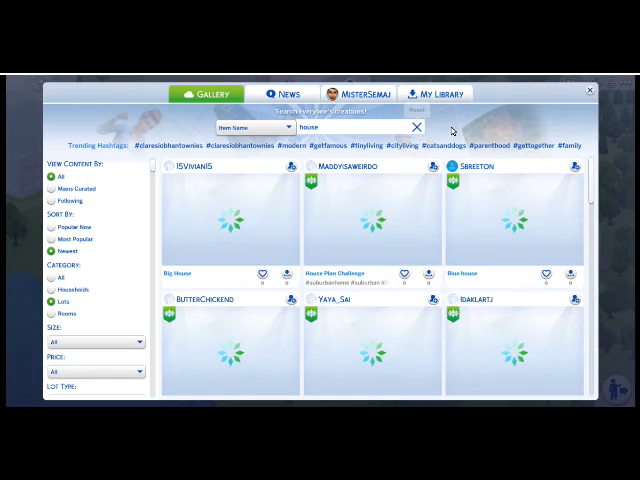 Gallery
News
MisterSemaj
My Library
Search everyone's creations!
Reset
Item Name
house
Trending Hashtags: #claresiobhantownies #claresiobhantownies #modern #getfamous #tinyliving #cityliving #catsanddogs #parenthood #gettogether #family
View Content By:
All
Maxis Curated
Following
Sort By:
Popular Now
Most Popular
Newest
Category:
All
Households
Lots
Rooms
Size:
All
Price:
All
Lot Type:
15Vivian15
Big House
0
0
Maddyisaweirdo
House Plan Challenge
#suburbanhome #suburban #
0
0
Sbreeton
Blue house
0
0
ButterChickend
Yaya_Sai
Idaklartj